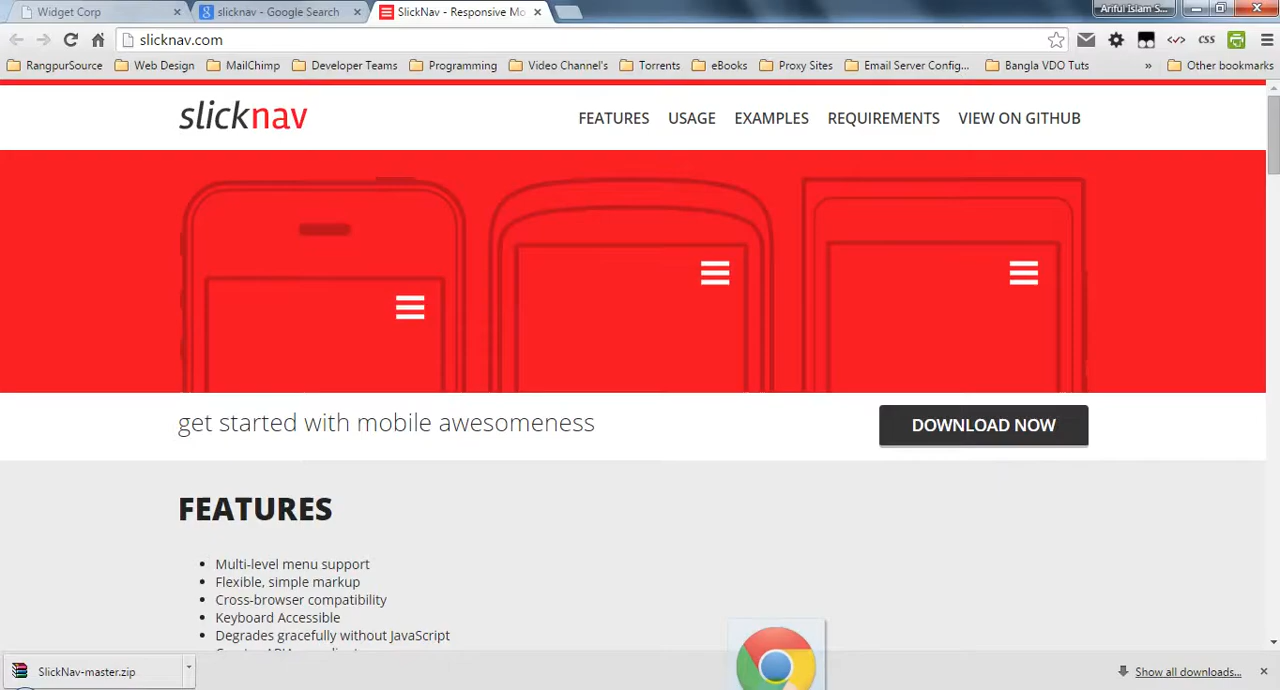 Widget Corp
slicknav - Google Search
SlickNav - Responsive Mo
Ariful Islam S...
slicknav.com
CSS
RangpurSource
Web Design
MailChimp
Developer Teams
Programming
Video Channel's
Torrents
eBooks
Proxy Sites
Email Server Config...
Bangla VDO Tuts
»
Other bookmarks
slicknav
FEATURES
USAGE
EXAMPLES
REQUIREMENTS
VIEW ON GITHUB
get started with mobile awesomeness
DOWNLOAD NOW
FEATURES
• Multi-level menu support
• Flexible, simple markup
• Cross-browser compatibility
• Keyboard Accessible
• Degrades gracefully without JavaScript
SlickNav-master.zip
Show all downloads...